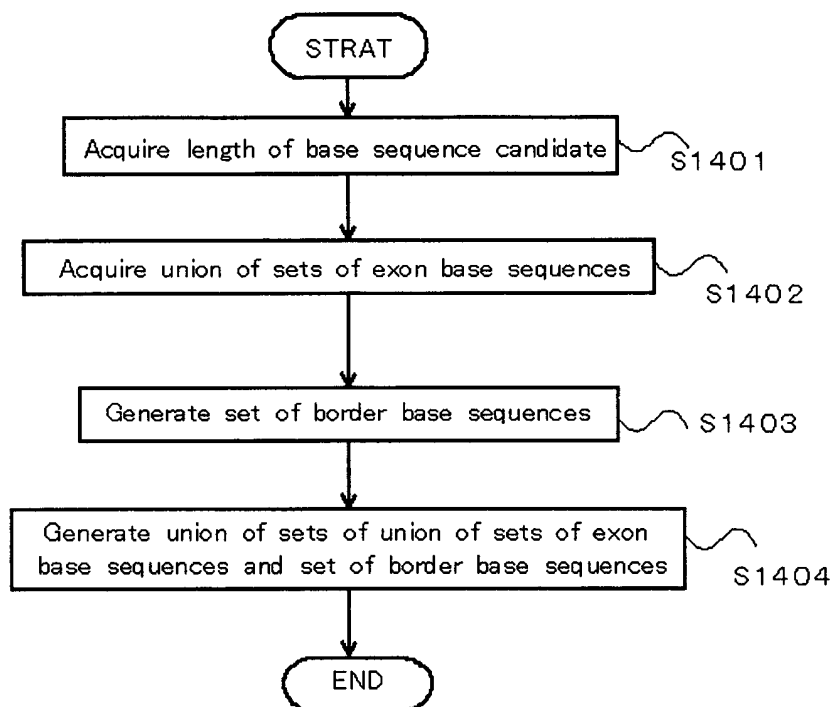 STRAT
Acquire length of base sequence candidate
S1401
Acquire union of sets of exon base sequences
S1402
Generate set of border base sequences
S1403
Generate union of sets of union of sets of exon
base sequences and set of border base sequences
S1404
END